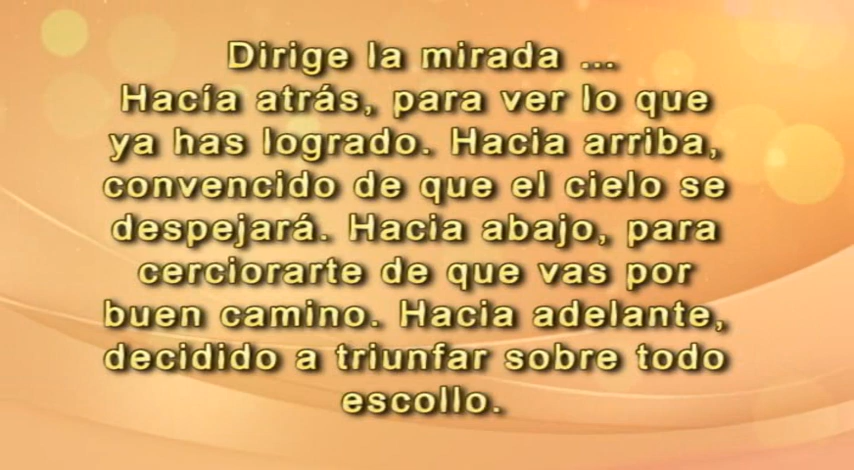 Dirige la mirada ...
Hacía atrás, para ver lo que
ya has logrado. Hacia arriba,
convencido de que el cielo se
despejará. Hacia abajo, para
cerciorarte de que vas por
buen camino. Hacia adelante,
decidido a triunfar sobre todo
escollo.